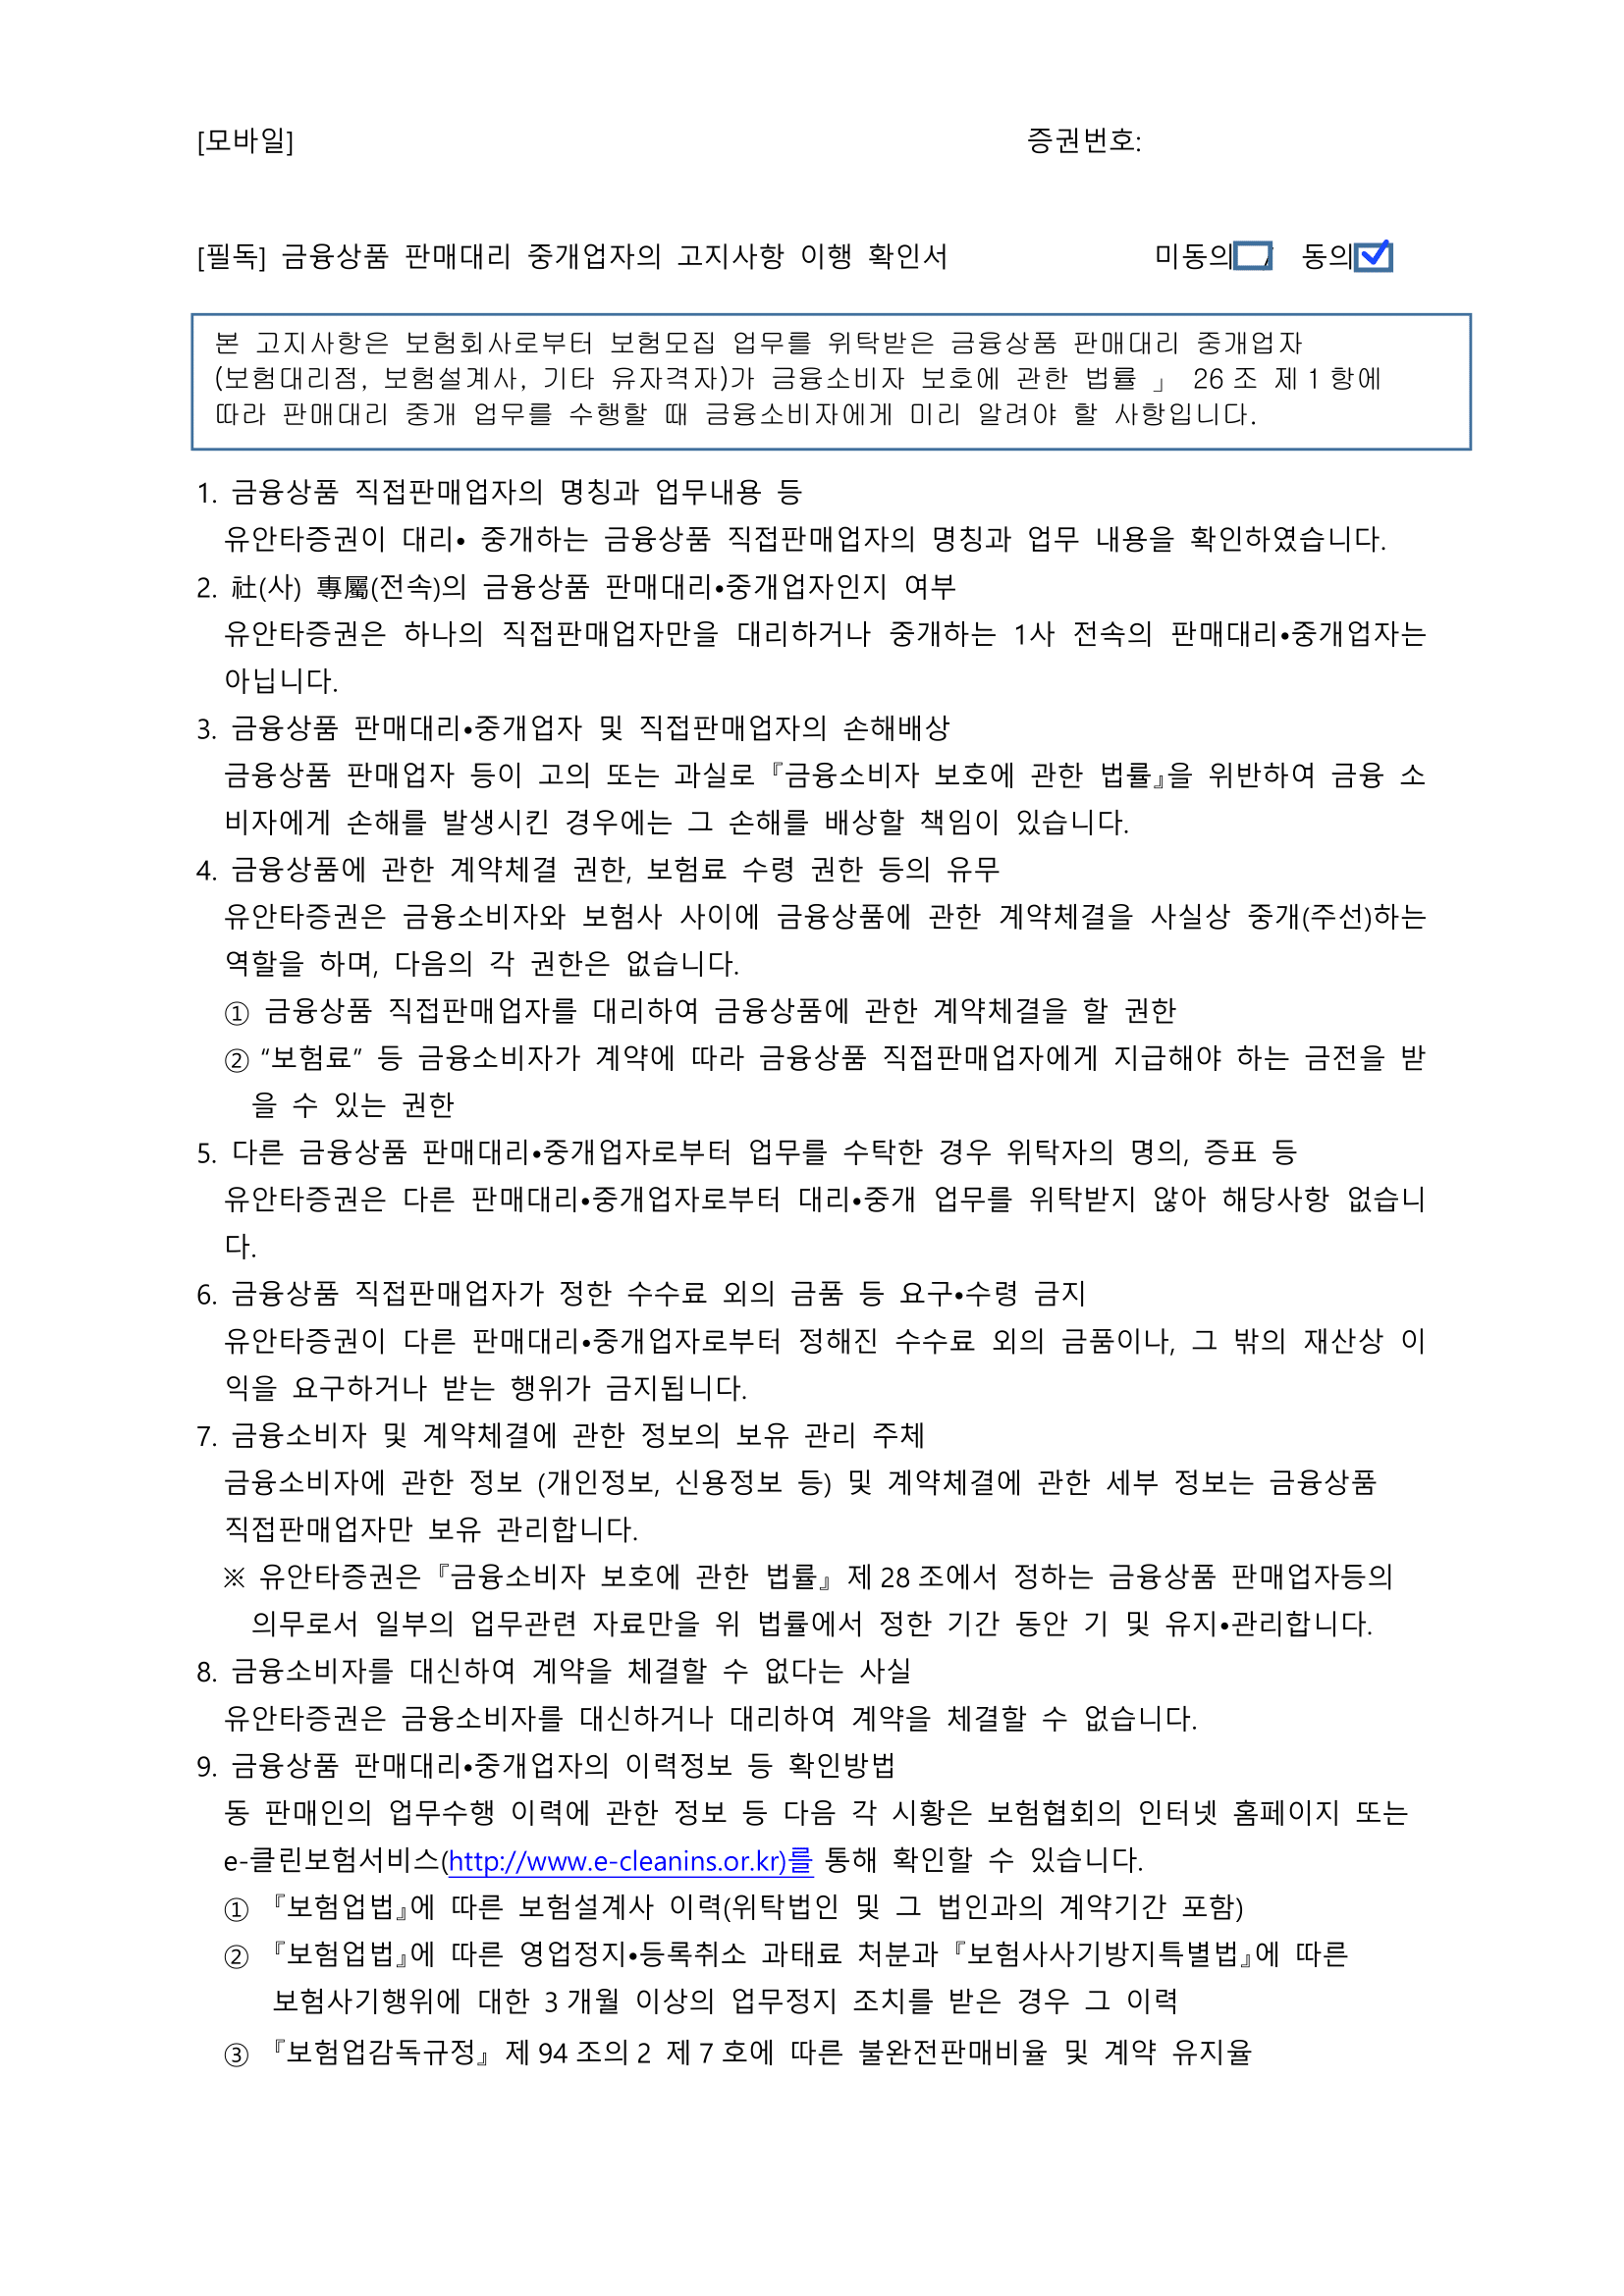 [모바일] 증권번호:
[필독] 금융상품 판매대리 중개업자의 고지사항 이행 확인서 미동의☐ / 동의☑
본 고지사항은 보험회사로부터 보험모집 업무를 위탁받은 금융상품 판매대리 중개업자
(보험대리점, 보험설계사, 기타 유자격자)가 금융소비자 보호에 관한 법률 」 26조 제1항에
따라 판매대리 중개 업무를 수행할 때 금융소비자에게 미리 알려야 할 사항입니다.
1. 금융상품 직접판매업자의 명칭과 업무내용 등
유안타증권이 대리• 중개하는 금융상품 직접판매업자의 명칭과 업무 내용을 확인하였습니다.
2. 社(사) 專屬(전속)의 금융상품 판매대리•중개업자인지 여부
유안타증권은 하나의 직접판매업자만을 대리하거나 중개하는 1사 전속의 판매대리•중개업자는
아닙니다.
3. 금융상품 판매대리•중개업자 및 직접판매업자의 손해배상
금융상품 판매업자 등이 고의 또는 과실로『금융소비자 보호에 관한 법률』을 위반하여 금융 소
비자에게 손해를 발생시킨 경우에는 그 손해를 배상할 책임이 있습니다.
4. 금융상품에 관한 계약체결 권한, 보험료 수령 권한 등의 유무
유안타증권은 금융소비자와 보험사 사이에 금융상품에 관한 계약체결을 사실상 중개(주선)하는
역할을 하며, 다음의 각 권한은 없습니다.
① 금융상품 직접판매업자를 대리하여 금융상품에 관한 계약체결을 할 권한
② “보험료” 등 금융소비자가 계약에 따라 금융상품 직접판매업자에게 지급해야 하는 금전을 받
을 수 있는 권한
5. 다른 금융상품 판매대리•중개업자로부터 업무를 수탁한 경우 위탁자의 명의, 증표 등
유안타증권은 다른 판매대리•중개업자로부터 대리•중개 업무를 위탁받지 않아 해당사항 없습니
다.
6. 금융상품 직접판매업자가 정한 수수료 외의 금품 등 요구•수령 금지
유안타증권이 다른 판매대리•중개업자로부터 정해진 수수료 외의 금품이나, 그 밖의 재산상 이
익을 요구하거나 받는 행위가 금지됩니다.
7. 금융소비자 및 계약체결에 관한 정보의 보유 관리 주체
금융소비자에 관한 정보 (개인정보, 신용정보 등) 및 계약체결에 관한 세부 정보는 금융상품
직접판매업자만 보유 관리합니다.
※ 유안타증권은『금융소비자 보호에 관한 법률』제28조에서 정하는 금융상품 판매업자등의
의무로서 일부의 업무관련 자료만을 위 법률에서 정한 기간 동안 기 및 유지•관리합니다.
8. 금융소비자를 대신하여 계약을 체결할 수 없다는 사실
유안타증권은 금융소비자를 대신하거나 대리하여 계약을 체결할 수 없습니다.
9. 금융상품 판매대리•중개업자의 이력정보 등 확인방법
동 판매인의 업무수행 이력에 관한 정보 등 다음 각 시황은 보험협회의 인터넷 홈페이지 또는
e-클린보험서비스(http://www.e-cleanins.or.kr)를 통해 확인할 수 있습니다.
① 『보험업법』에 따른 보험설계사 이력(위탁법인 및 그 법인과의 계약기간 포함)
② 『보험업법』에 따른 영업정지•등록취소 과태료 처분과『보험사사기방지특별법』에 따른
보험사기행위에 대한 3개월 이상의 업무정지 조치를 받은 경우 그 이력
③ 『보험업감독규정』제94조의2 제7호에 따른 불완전판매비율 및 계약 유지율